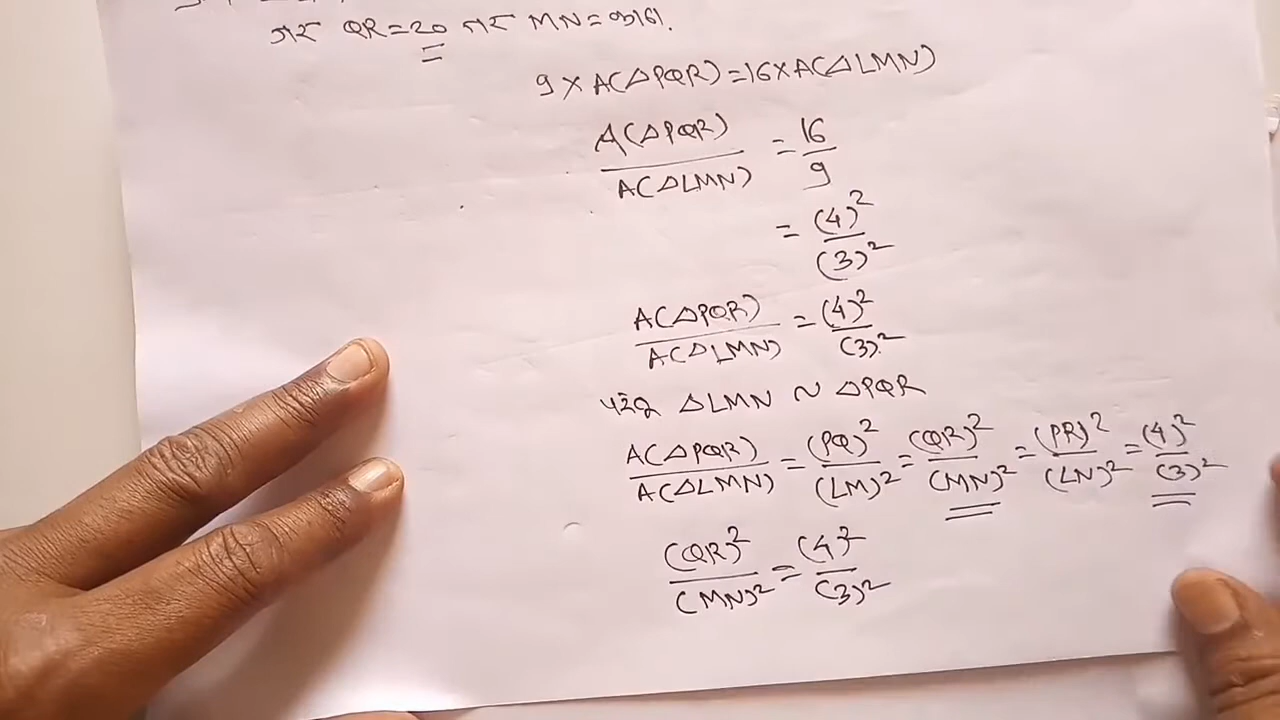 जर QR=20 तर MN=काढा.
9×A(△PQR)=16×A(△LMN)
A(△PQR)/A(△LMN) = 16/9
= (4)²/(3)²
A(△PQR)/A(△LMN) = (4)²/(3)²
परंतु △LMN ~ △PQR
A(△PQR)/A(△LMN) = (PQ)²/(LM)² = (QR)²/(MN)² = (PR)²/(LN)² = (4)²/(3)²
(QR)²/(MN)² = (4)²/(3)²